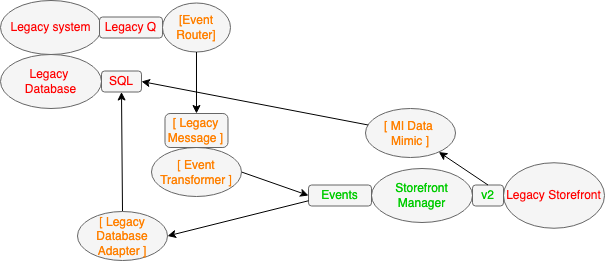 Legacy system
Legacy Q
[Event
Router]
Legacy
Database
SQL
[ Legacy
Message ]
[ MI Data
Mimic ]
[ Event
Transformer ]
Events
Storefront
Manager
v2
Legacy Storefront
[ Legacy
Database
Adapter ]